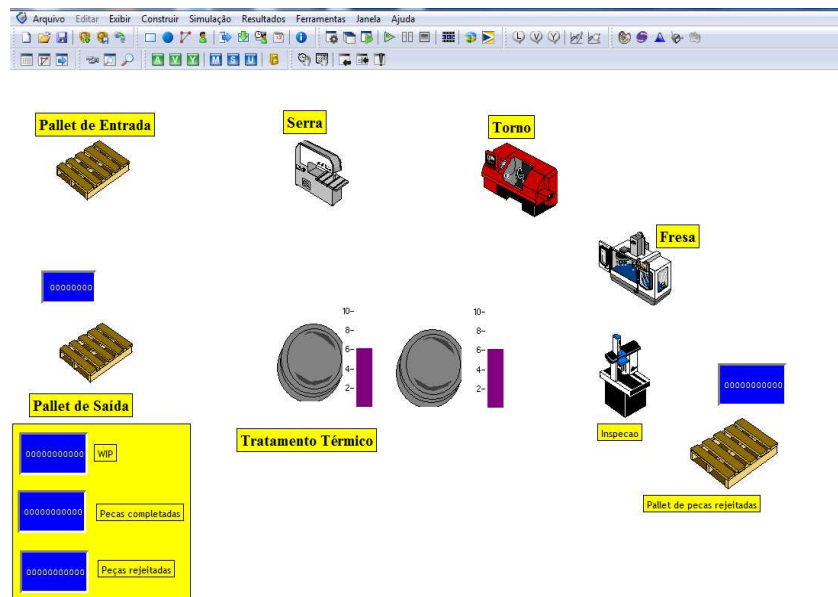 Arquivo Editar Exibir Construir Simulação Resultados Ferramentas Janela Ajuda
Pallet de Entrada
Serra
Torno
Fresa
00000000
10-
8-
6-
4-
2-
10-
8-
6-
4-
2-
00000000000
Pallet de Saída
Tratamento Térmico
Inspecao
Pallet de pecas rejeitadas
00000000000
WIP
00000000000
Pecas completadas
00000000000
Peças rejeitadas